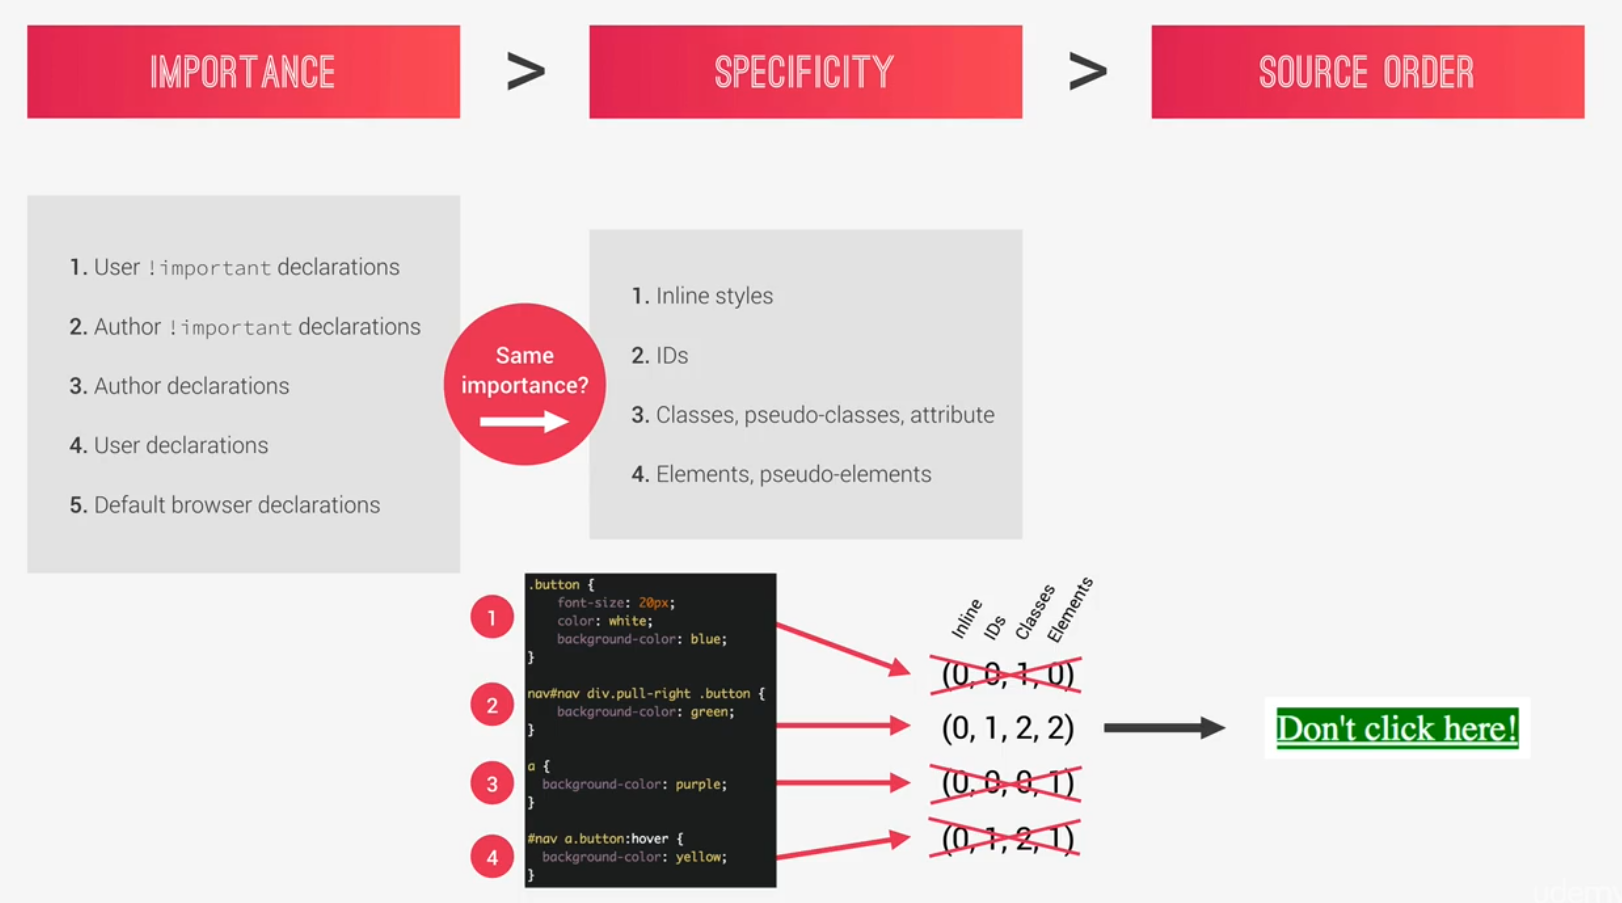 IMPORTANCE > SPECIFICITY > SOURCE ORDER
1. User !important declarations
2. Author !important declarations
3. Author declarations
4. User declarations
5. Default browser declarations
Same
importance?
1. Inline styles
2. IDs
3. Classes, pseudo-classes, attribute
4. Elements, pseudo-elements
1
.button {
font-size: 20px;
color: white;
background-color: blue;
}
2
nav#nav div.pull-right .button {
background-color: green;
}
3
a {
background-color: purple;
}
4
#nav a.button:hover {
background-color: yellow;
}
Inline IDs Classes Elements
(0, 0, 1, 0)
(0, 1, 2, 2)
(0, 0, 0, 1)
(0, 1, 2, 1)
Don't click here!
udemy